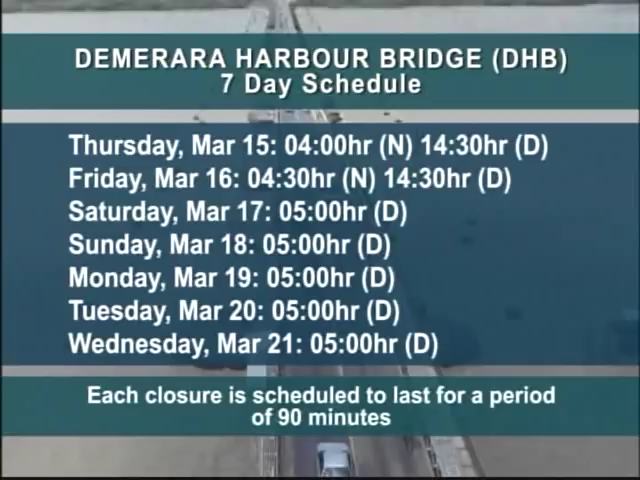 DEMERARA HARBOUR BRIDGE (DHB)
7 Day Schedule
Thursday, Mar 15: 04:00hr (N) 14:30hr (D)
Friday, Mar 16: 04:30hr (N) 14:30hr (D)
Saturday, Mar 17: 05:00hr (D)
Sunday, Mar 18: 05:00hr (D)
Monday, Mar 19: 05:00hr (D)
Tuesday, Mar 20: 05:00hr (D)
Wednesday, Mar 21: 05:00hr (D)
Each closure is scheduled to last for a period
of 90 minutes